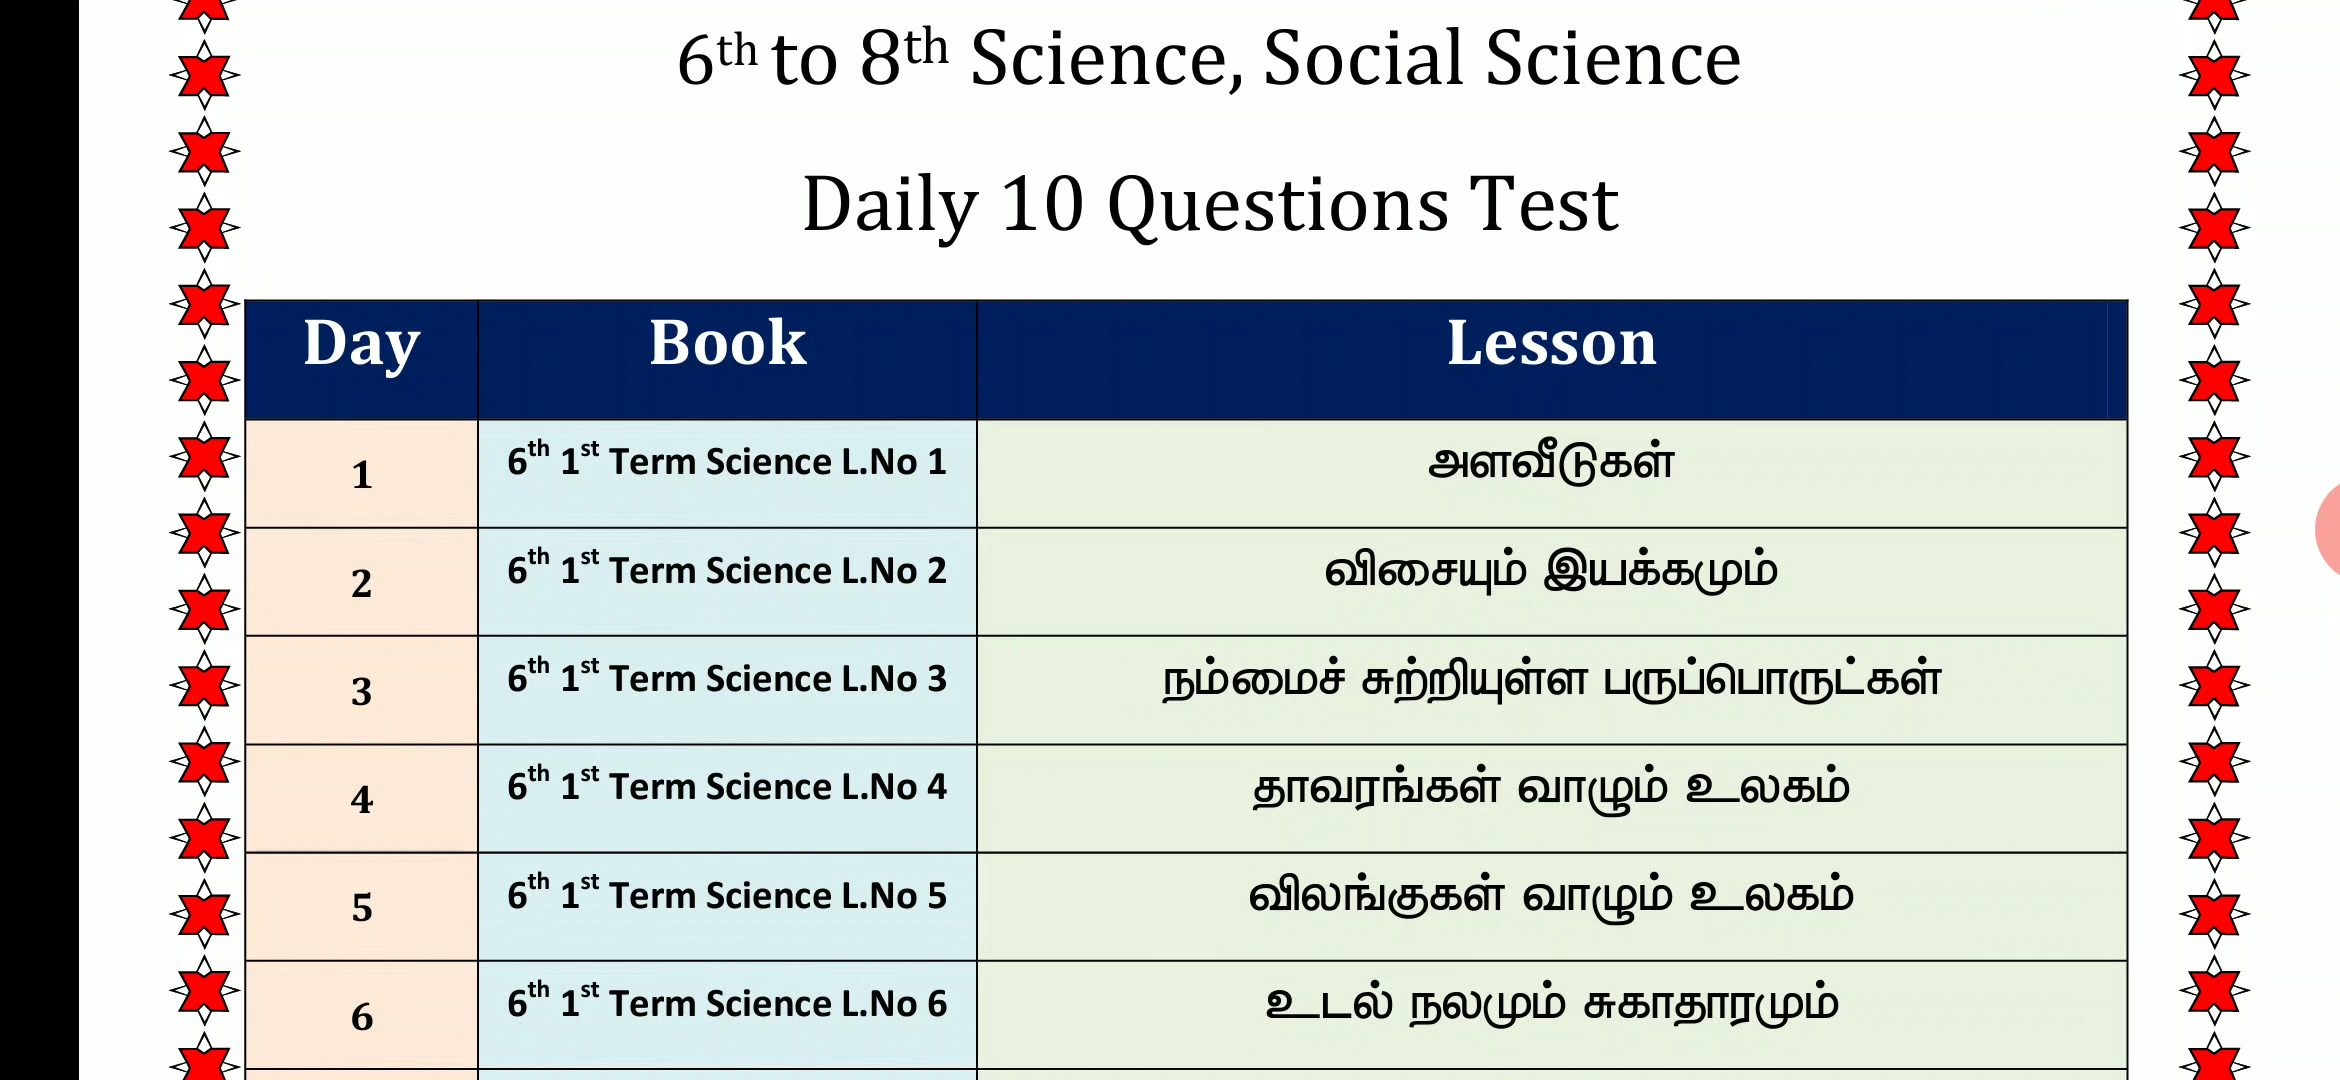 6th to 8th Science, Social Science
Daily 10 Questions Test
Day Book Lesson
1 6th 1st Term Science L.No 1 அளவீடுகள்
2 6th 1st Term Science L.No 2 விசையும் இயக்கமும்
3 6th 1st Term Science L.No 3 நம்மைச் சுற்றியுள்ள பருப்பொருட்கள்
4 6th 1st Term Science L.No 4 தாவரங்கள் வாழும் உலகம்
5 6th 1st Term Science L.No 5 விலங்குகள் வாழும் உலகம்
6 6th 1st Term Science L.No 6 உடல் நலமும் சுகாதாரமும்